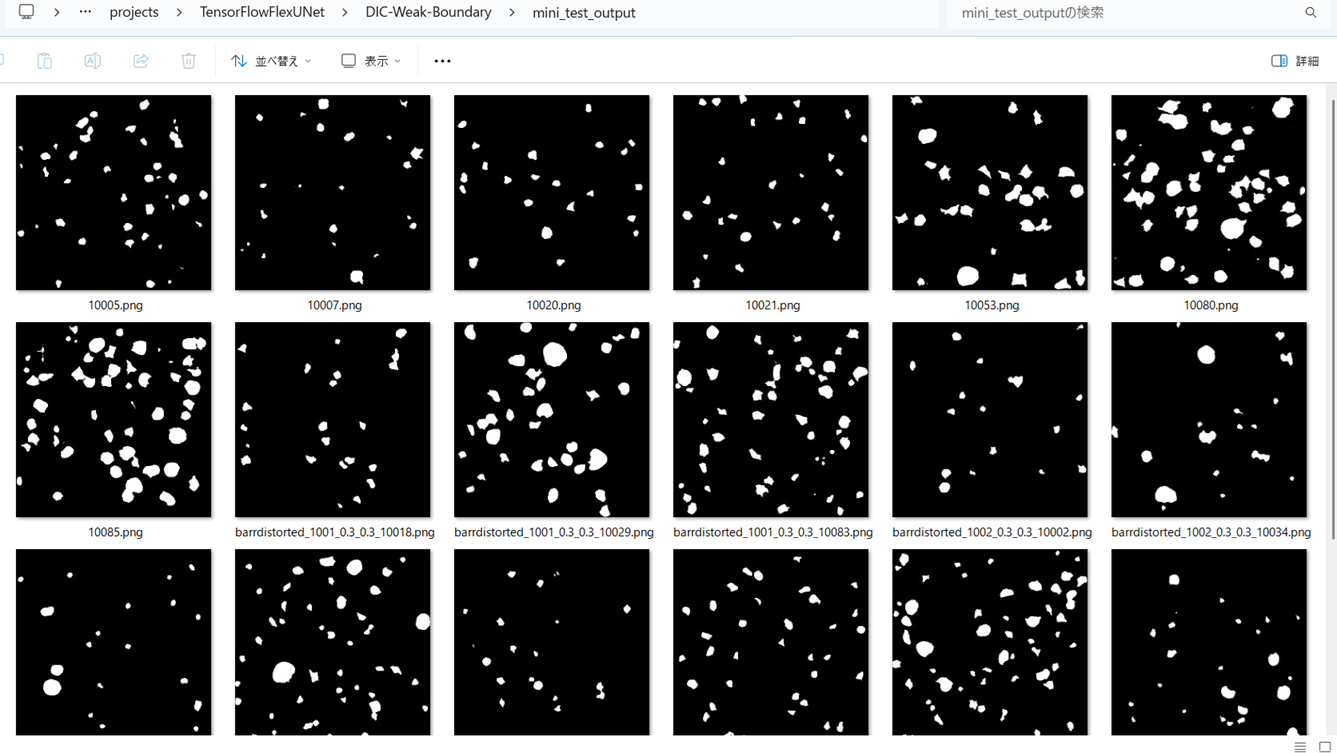 projects > TensorFlowFlexUNet > DIC-Weak-Boundary > mini_test_output
mini_test_outputの検索
並べ替え
表示
詳細
10005.png
10007.png
10020.png
10021.png
10053.png
10080.png
10085.png
barrdistorted_1001_0.3_0.3_10018.png
barrdistorted_1001_0.3_0.3_10029.png
barrdistorted_1001_0.3_0.3_10083.png
barrdistorted_1002_0.3_0.3_10002.png
barrdistorted_1002_0.3_0.3_10034.png